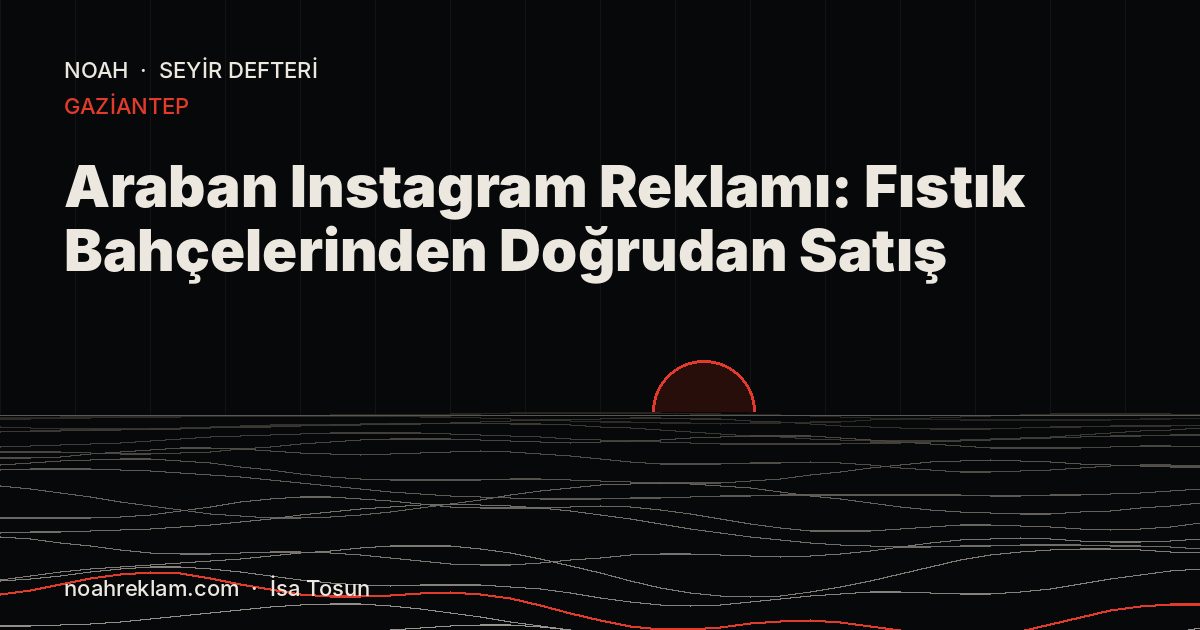 NOAH · SEYİR DEFTERİ
GAZİANTEP
Araban Instagram Reklamı: Fıstık
Bahçelerinden Doğrudan Satış
noahreklam.com · İsa Tosun